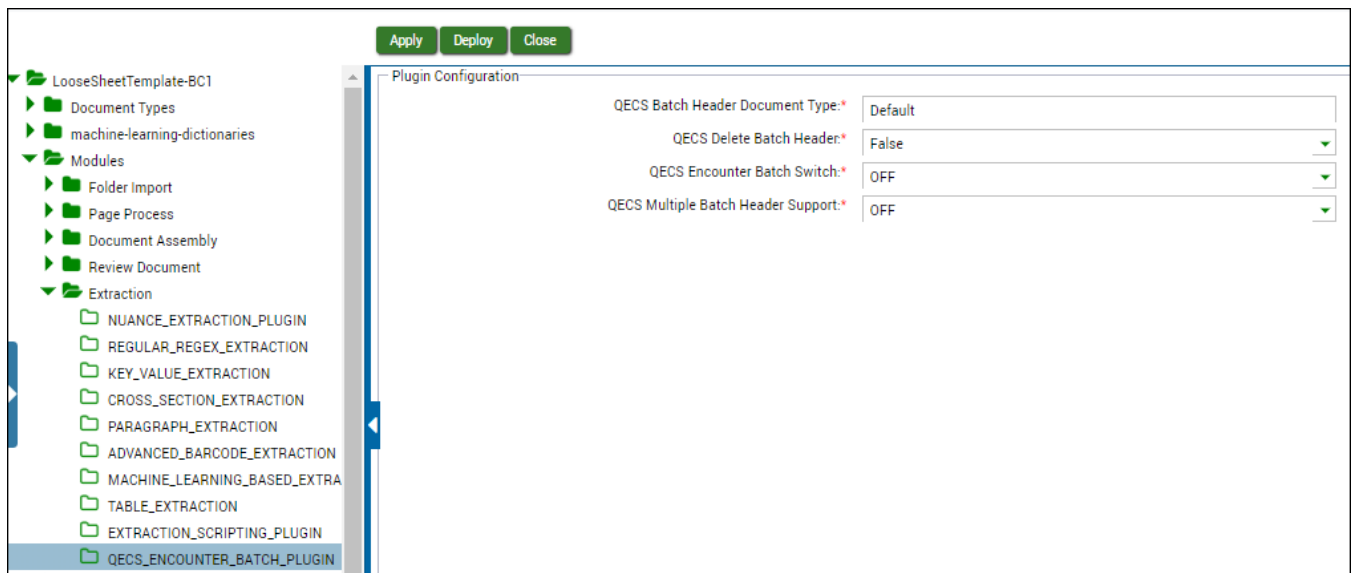 Apply Deploy Close
LooseSheetTemplate-BC1
Document Types
machine-learning-dictionaries
Modules
Folder Import
Page Process
Document Assembly
Review Document
Extraction
NUANCE_EXTRACTION_PLUGIN
REGULAR_REGEX_EXTRACTION
KEY_VALUE_EXTRACTION
CROSS_SECTION_EXTRACTION
PARAGRAPH_EXTRACTION
ADVANCED_BARCODE_EXTRACTION
MACHINE_LEARNING_BASED_EXTRA
TABLE_EXTRACTION
EXTRACTION_SCRIPTING_PLUGIN
QECS_ENCOUNTER_BATCH_PLUGIN
Plugin Configuration
QECS Batch Header Document Type:* Default
QECS Delete Batch Header:* False
QECS Encounter Batch Switch:* OFF
QECS Multiple Batch Header Support:* OFF